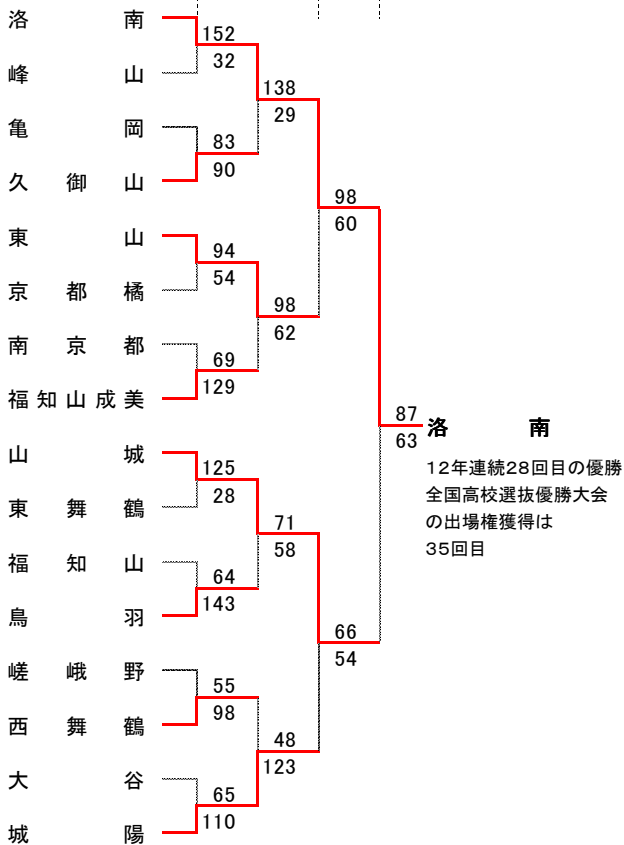 洛南
152
32
峰山
138
29
亀岡
83
90
久御山
98
60
東山
94
54
京都橘
98
62
南京都
69
129
福知山成美
87
63
洛南
12年連続28回目の優勝
全国高校選抜優勝大会
の出場権獲得は
35回目
山城
125
28
東舞鶴
71
58
福知山
64
143
鳥羽
66
54
嵯峨野
55
98
西舞鶴
48
123
大谷
65
110
城陽